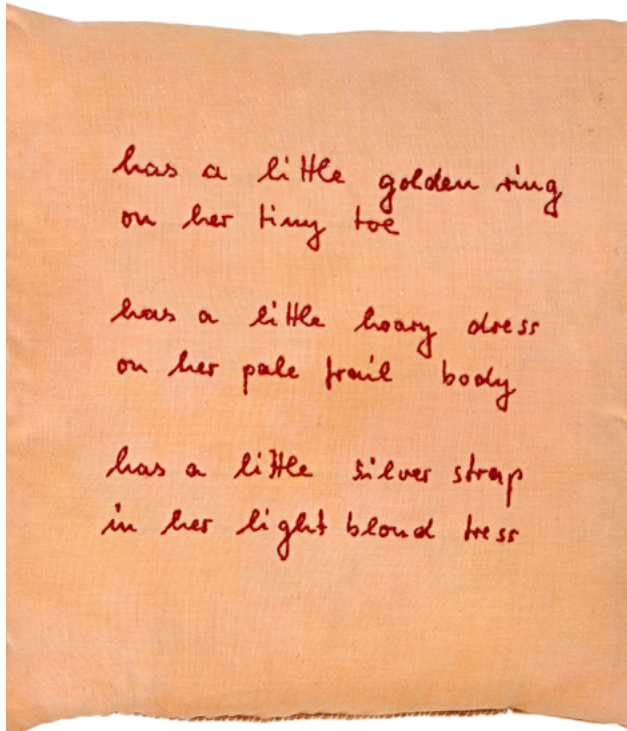 has a little golden ring
on her tiny toe
has a little hoary dress
on her pale frail body
has a little silver strap
in her light blond tress